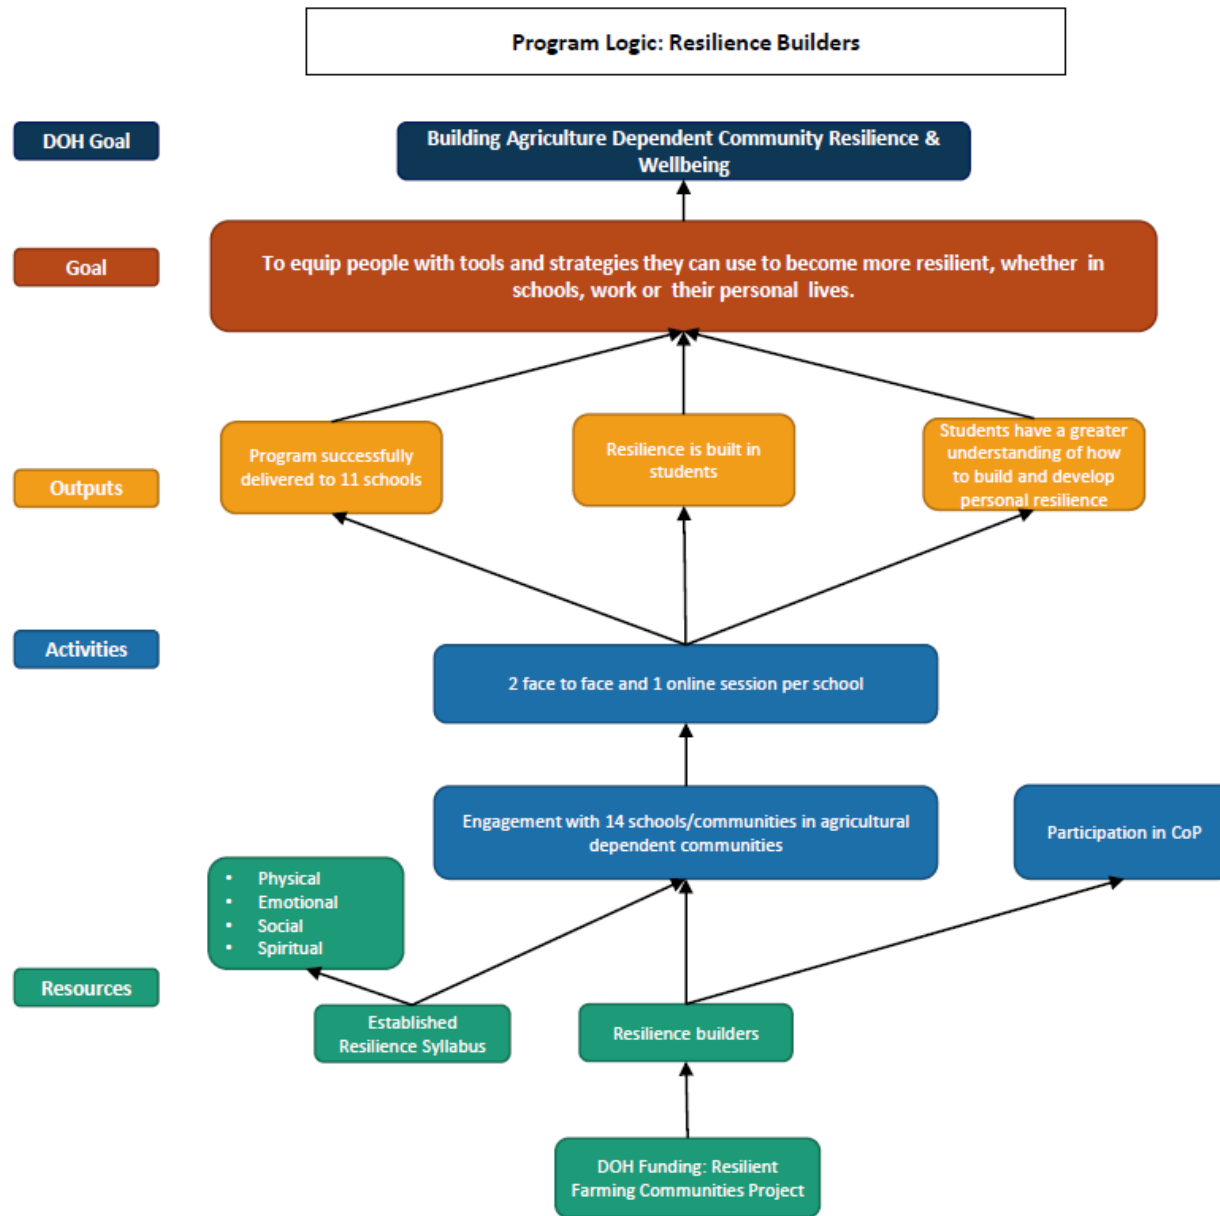 Program Logic: Resilience Builders
DOH Goal
Building Agriculture Dependent Community Resilience &
Wellbeing
Goal
To equip people with tools and strategies they can use to become more resilient, whether in
schools, work or their personal lives.
Outputs
Program successfully
delivered to 11 schools
Resilience is built in
students
Students have a greater
understanding of how
to build and develop
personal resilience
Activities
2 face to face and 1 online session per school
Engagement with 14 schools/communities in agricultural
dependent communities
Participation in CoP
• Physical
• Emotional
• Social
• Spiritual
Resources
Established
Resilience Syllabus
Resilience builders
DOH Funding: Resilient
Farming Communities Project